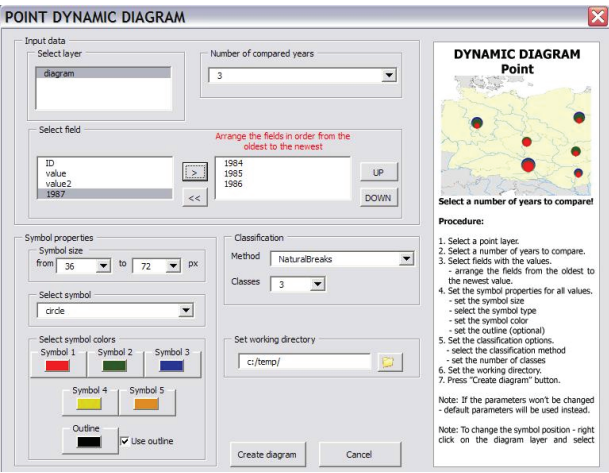 POINT DYNAMIC DIAGRAM
Input data
Select layer
diagram
Number of compared years
3
Select field
ID
value
value2
1987
>
<<
Arrange the fields in order from the
oldest to the newest
1984
1985
1986
UP
DOWN
Symbol properties
Symbol size
from 36 to 72 px
Select symbol
circle
Select symbol colors
Symbol 1 Symbol 2 Symbol 3
Symbol 4 Symbol 5
Outline
Use outline
Classification
Method NaturalBreaks
Classes 3
Set working directory
c:/temp/
Create diagram
Cancel
DYNAMIC DIAGRAM
Point
Select a number of years to compare!
Procedure:
1. Select a point layer.
2. Select a number of years to compare.
3. Select fields with the values.
- arrange the fields from the oldest to
the newest value.
4. Set the symbol properties for all values.
- set the symbol size
- select the symbol type
- set the symbol color
- set the outline (optional)
5. Set the classification options.
- select the classification method
- set the number of classes
6. Set the working directory.
7. Press "Create diagram" button.
Note: If the parameters won't be changed
- default parameters will be used instead.
Note: To change the symbol position - right
click on the diagram layer and select